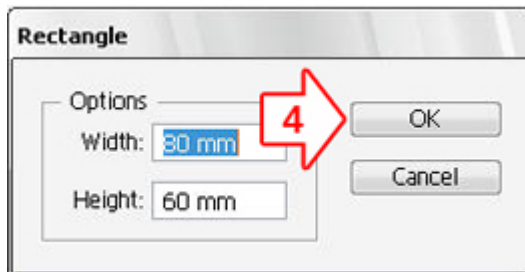 Rectangle
Options
Width: 80 mm
Height: 60 mm
4
OK
Cancel